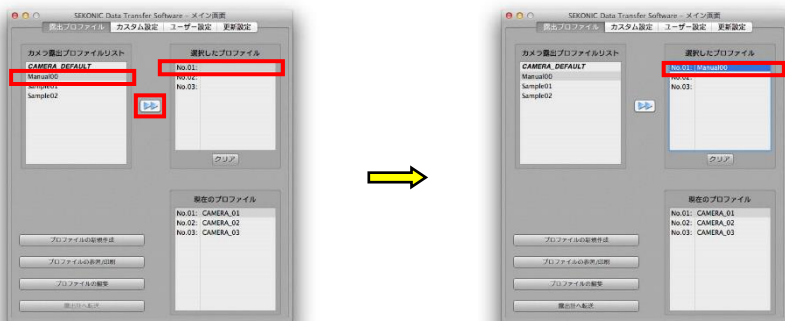 SEKONIC Data Transfer Software - メイン画面
露出プロファイル カスタム設定 ユーザー設定 更新設定
カメラ露出プロファイルリスト
CAMERA_DEFAULT
Manual00
Sample01
Sample02
選択したプロファイル
No.01:
No.02:
No.03:
クリア
現在のプロファイル
No.01: CAMERA_01
No.02: CAMERA_02
No.03: CAMERA_03
プロファイルの新規作成
プロファイルの表示/印刷
プロファイルの編集
露出計へ転送
SEKONIC Data Transfer Software - メイン画面
露出プロファイル カスタム設定 ユーザー設定 更新設定
カメラ露出プロファイルリスト
CAMERA_DEFAULT
Manual00
Sample01
Sample02
選択したプロファイル
No.01: Manual00
No.02:
No.03:
クリア
現在のプロファイル
No.01: CAMERA_01
No.02: CAMERA_02
No.03: CAMERA_03
プロファイルの新規作成
プロファイルの表示/印刷
プロファイルの編集
露出計へ転送